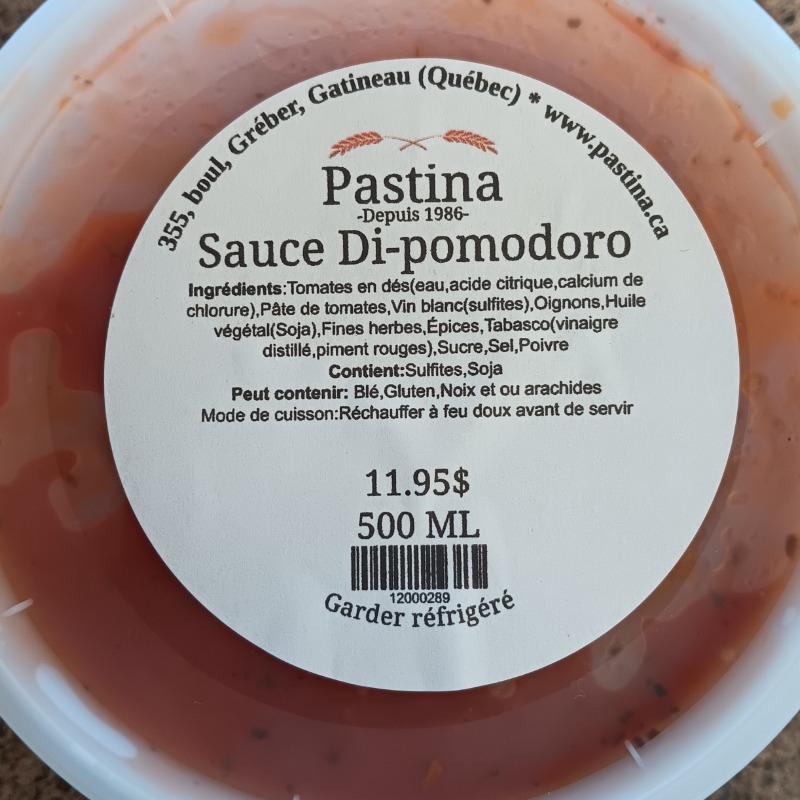 355, boul, Gréber, Gatineau (Québec) * www.pastina.ca
Pastina
-Depuis 1986-
Sauce Di-pomodoro
Ingrédients:Tomates en dés(eau,acide citrique,calcium de
chlorure),Pâte de tomates,Vin blanc(sulfites),Oignons,Huile
végétal(Soja),Fines herbes,Épices,Tabasco(vinaigre
distillé,piment rouges),Sucre,Sel,Poivre
Contient:Sulfites,Soja
Peut contenir: Blé,Gluten,Noix et ou arachides
Mode de cuisson:Réchauffer à feu doux avant de servir
11.95$
500 ML
12000289
Garder réfrigéré